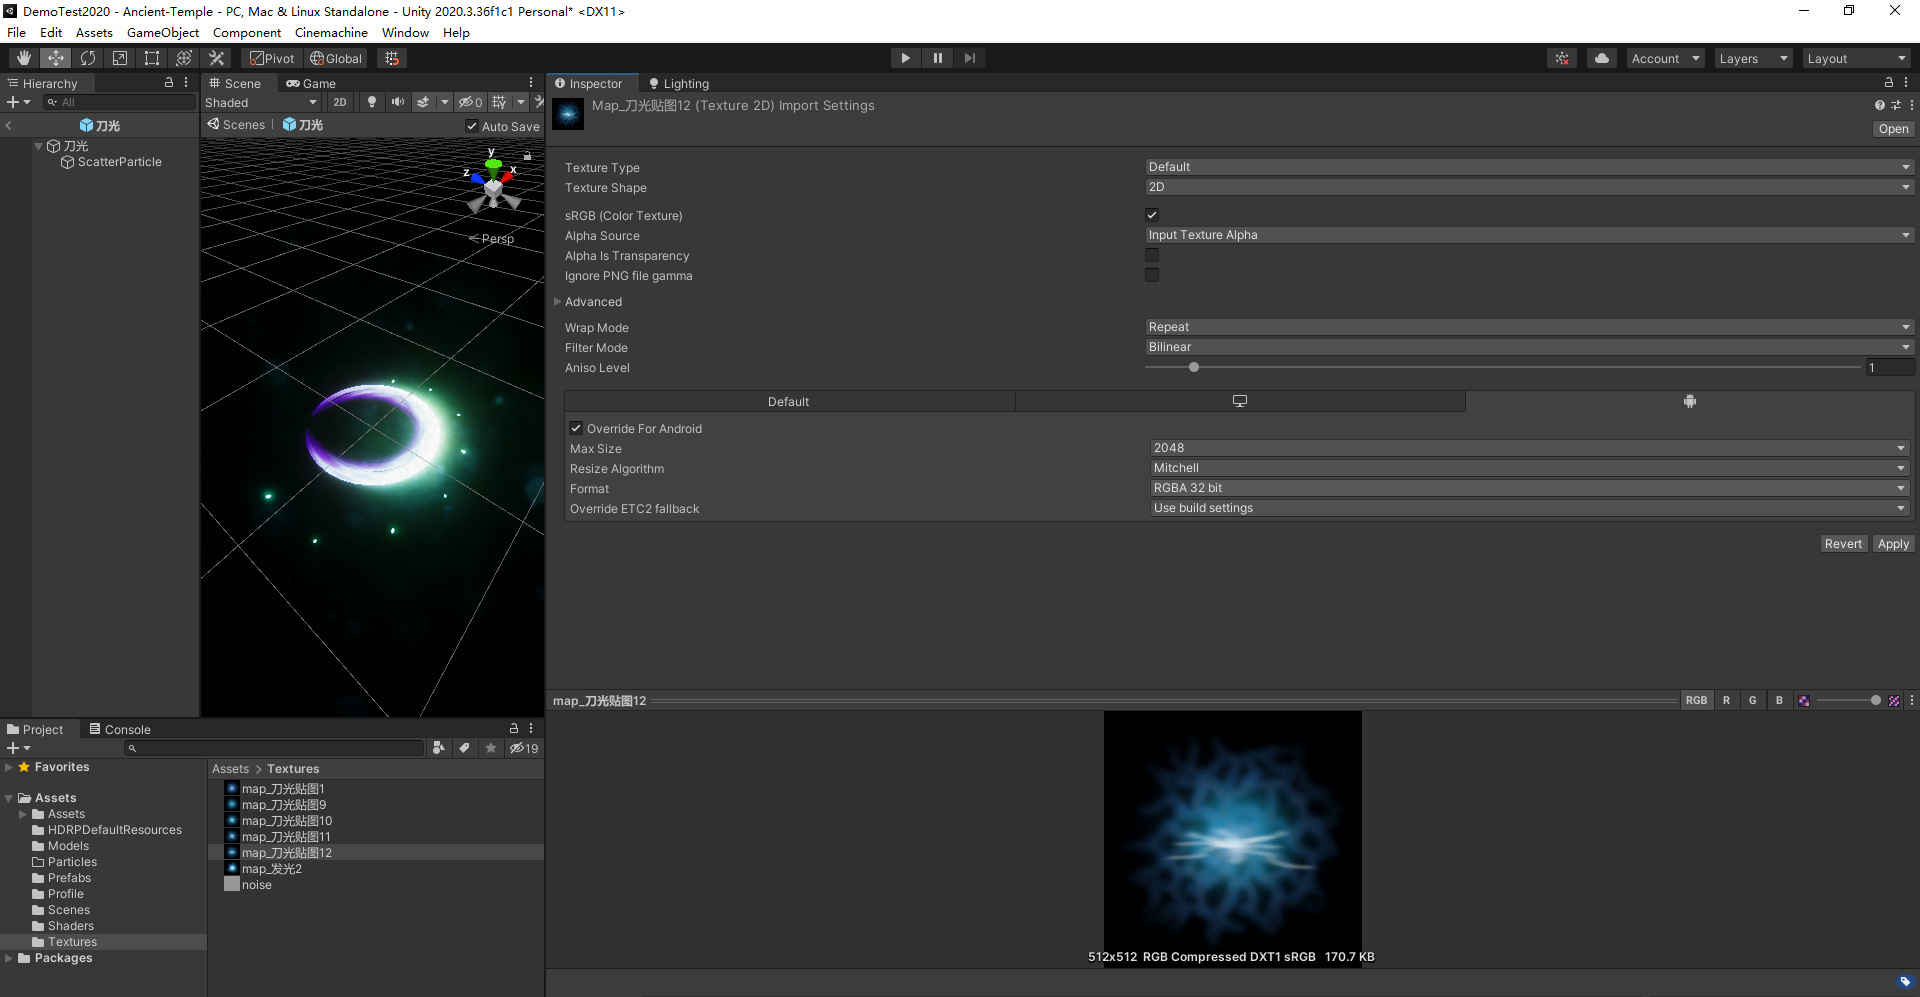 DemoTest2020 - Ancient-Temple - PC, Mac & Linux Standalone - Unity 2020.3.36f1c1 Personal* <DX11>
File Edit Assets GameObject Component Cinemachine Window Help
Pivot Global Account Layers Layout
Hierarchy
All
刀光
刀光
ScatterParticle
Scene Game
Shaded 2D 0
Scenes 刀光 Auto Save
y
z x
Persp
Inspector Lighting
Map_刀光贴图12 (Texture 2D) Import Settings
Open
Texture Type Default
Texture Shape 2D
sRGB (Color Texture)
Alpha Source Input Texture Alpha
Alpha Is Transparency
Ignore PNG file gamma
Advanced
Wrap Mode Repeat
Filter Mode Bilinear
Aniso Level 1
Default
Override For Android
Max Size 2048
Resize Algorithm Mitchell
Format RGBA 32 bit
Override ETC2 fallback Use build settings
Revert Apply
map_刀光贴图12 RGB R G B
512x512 RGB Compressed DXT1 sRGB 170.7 KB
Project Console
19
Favorites
Assets
Assets
HDRPDefaultResources
Models
Particles
Prefabs
Profile
Scenes
Shaders
Textures
Packages
Assets > Textures
map_刀光贴图1
map_刀光贴图9
map_刀光贴图10
map_刀光贴图11
map_刀光贴图12
map_发光2
noise